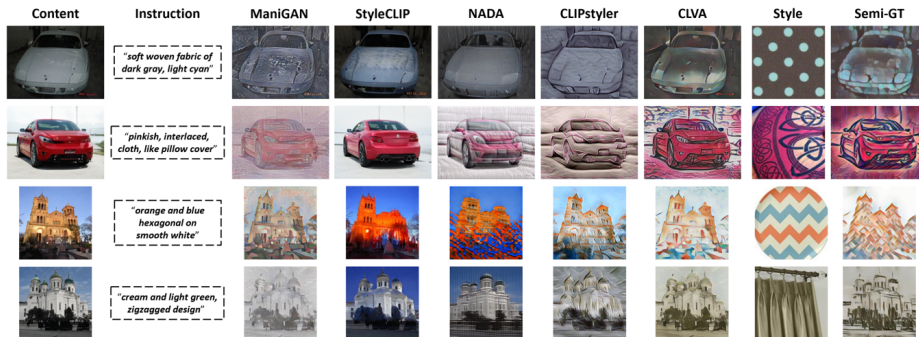 Content Instruction ManiGAN StyleCLIP NADA CLIPstyler CLVA Style Semi-GT
"soft woven fabric of
dark gray, light cyan"
"pinkish, interlaced,
cloth, like pillow cover"
"orange and blue
hexagonal on
smooth white"
"cream and light green,
zigzagged design"